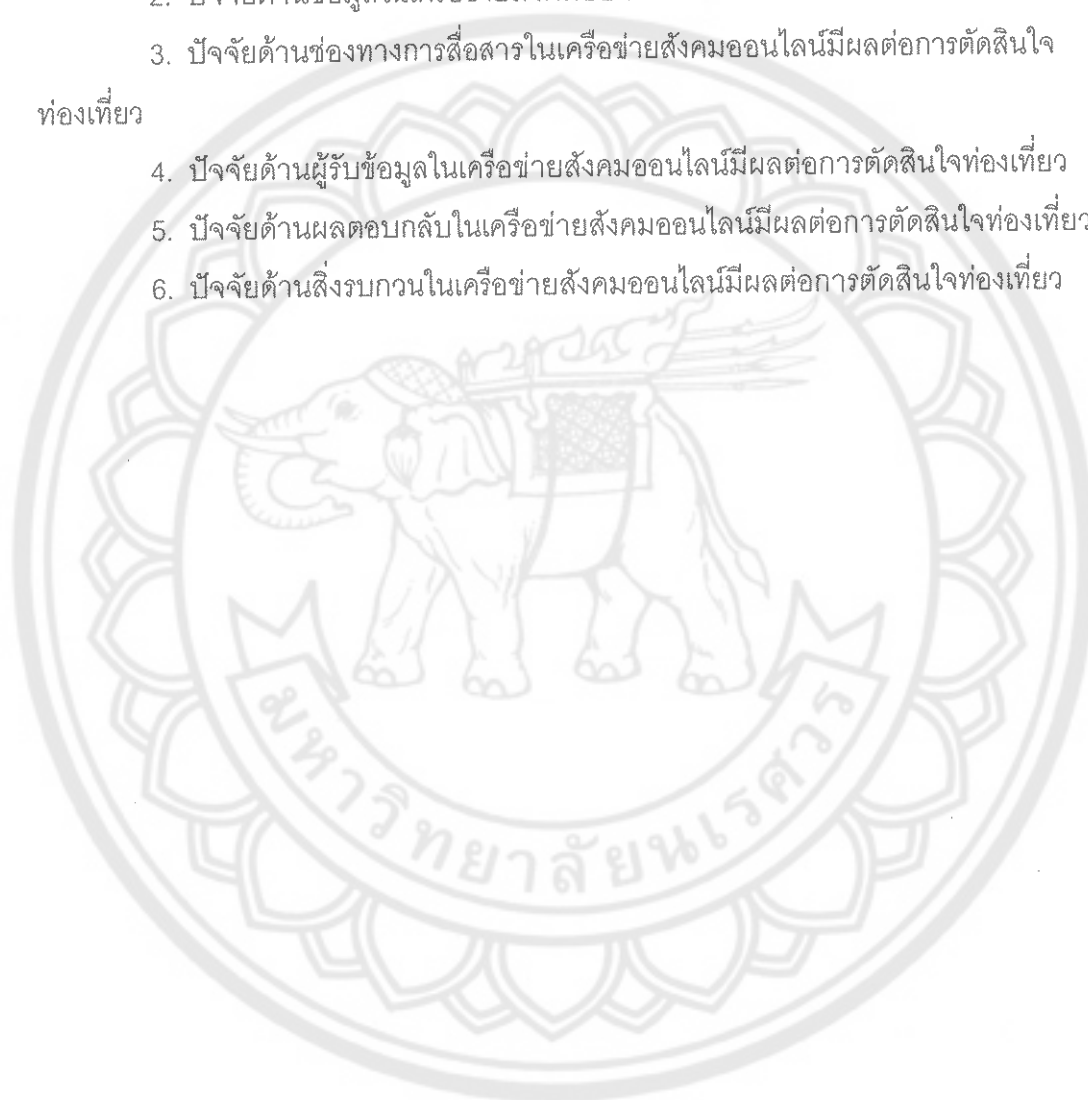 3. ปัจจัยด้านช่องทางการสื่อสารในเครือข่ายสังคมออนไลน์มีผลต่อการตัดสินใจ
ท่องเที่ยว
4. ปัจจัยด้านผู้รับข้อมูลในเครือข่ายสังคมออนไลน์มีผลต่อการตัดสินใจท่องเที่ยว
5. ปัจจัยด้านผลตอบกลับในเครือข่ายสังคมออนไลน์มีผลต่อการตัดสินใจท่องเที่ยว
6. ปัจจัยด้านสิ่งรบกวนในเครือข่ายสังคมออนไลน์มีผลต่อการตัดสินใจท่องเที่ยว
มหาวิทยาลัยนเรศวร